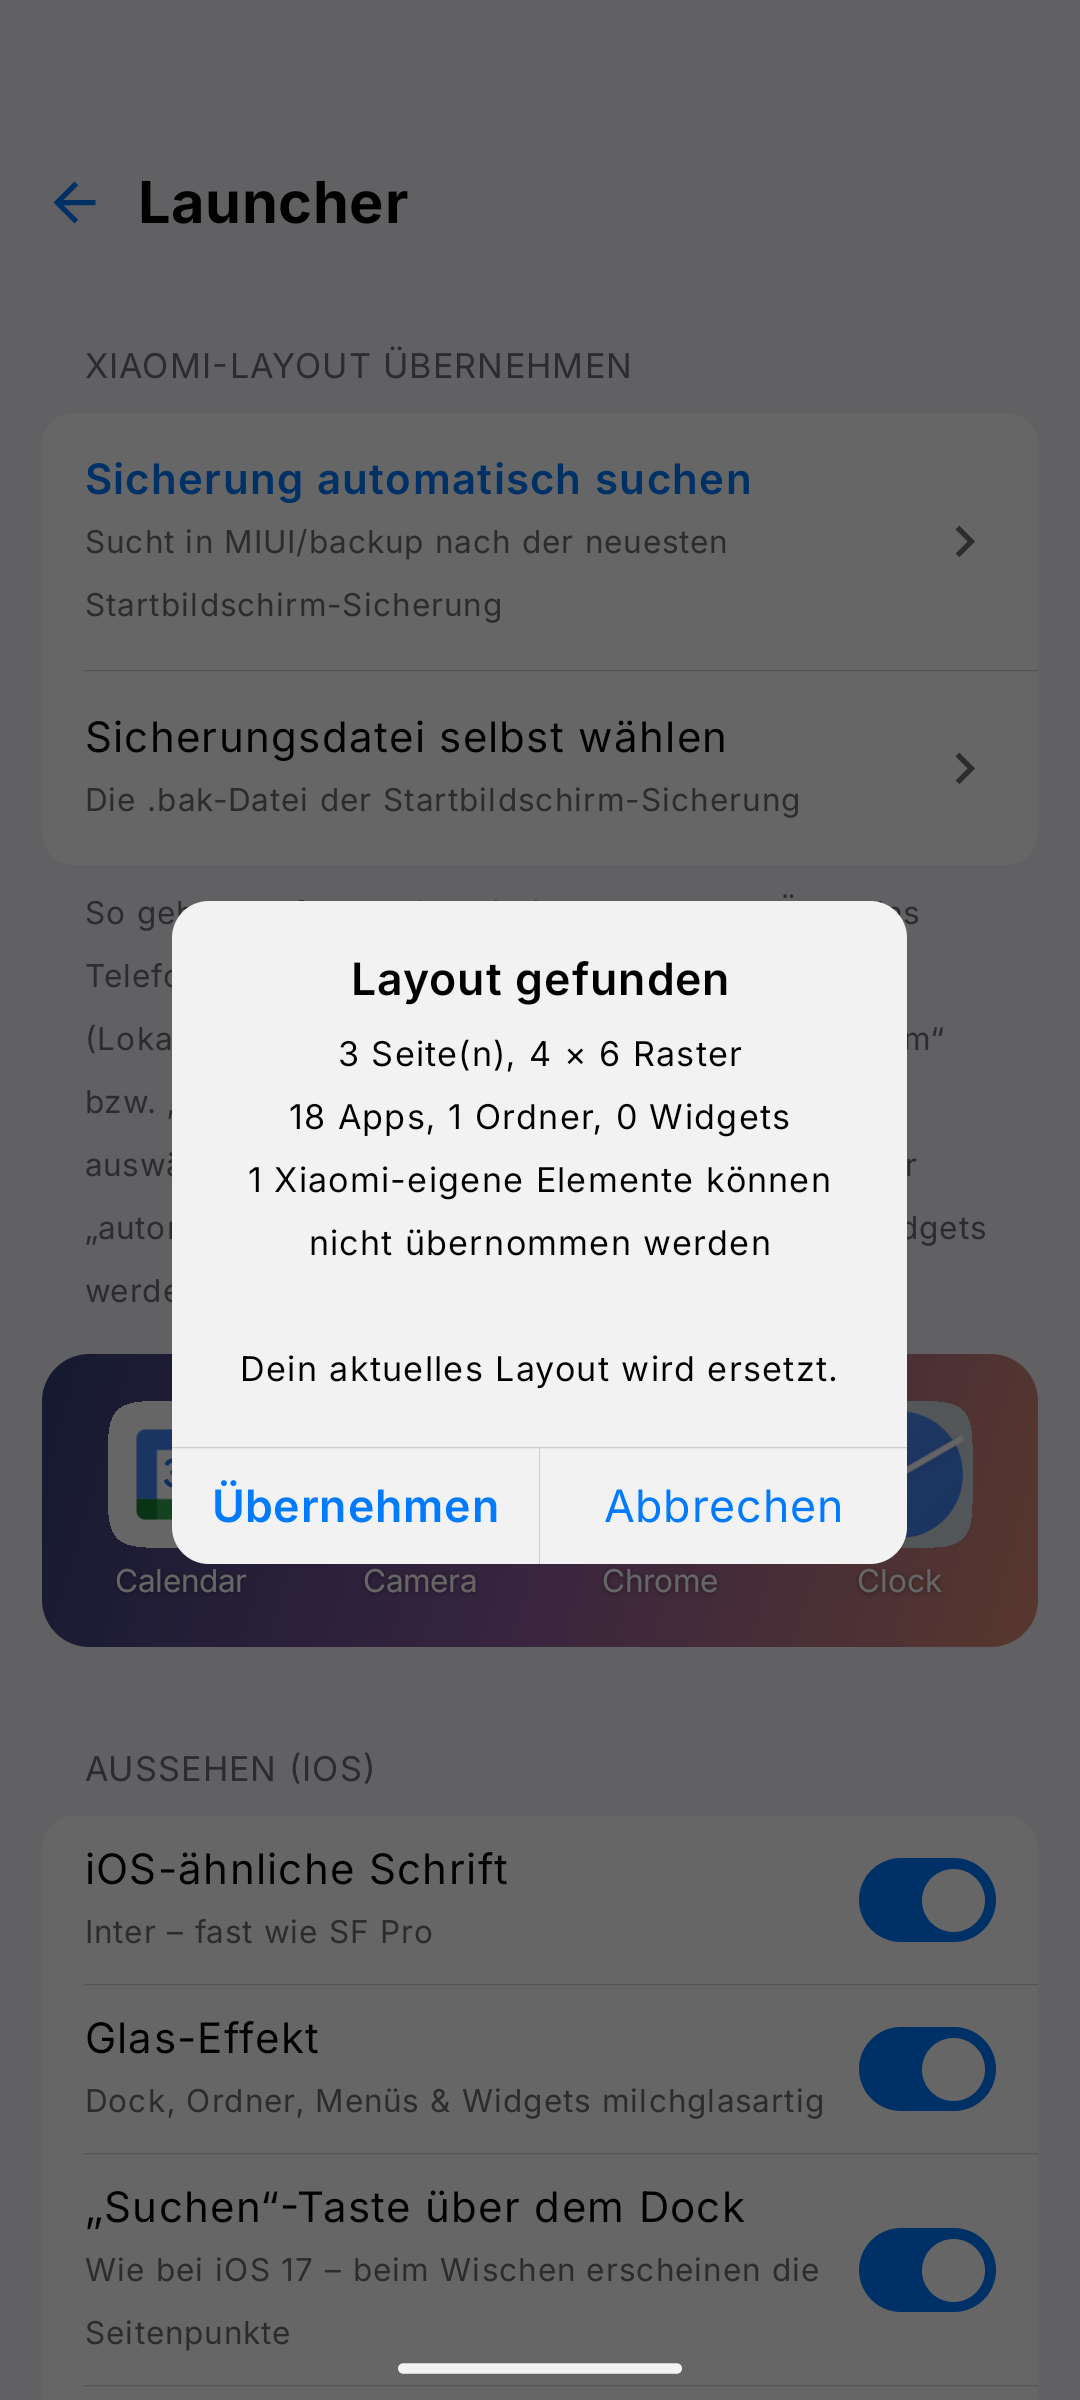 Launcher
XIAOMI-LAYOUT ÜBERNEHMEN
Sicherung automatisch suchen
Sucht in MIUI/backup nach der neuesten
Startbildschirm-Sicherung
Sicherungsdatei selbst wählen
Die .bak-Datei der Startbildschirm-Sicherung
So
(Loka
bzw.
Layout gefunden
3 Seite(n), 4 × 6 Raster
18 Apps, 1 Ordner, 0 Widgets
1 Xiaomi-eigene Elemente können
nicht übernommen werden
Dein aktuelles Layout wird ersetzt.
Übernehmen
Abbrechen
Calendar
Camera
Chrome
Clock
AUSSEHEN (IOS)
iOS-ähnliche Schrift
Inter – fast wie SF Pro
Glas-Effekt
Dock, Ordner, Menüs & Widgets milchglasartig
„Suchen“-Taste über dem Dock
Wie bei iOS 17 – beim Wischen erscheinen die
Seitenpunkte